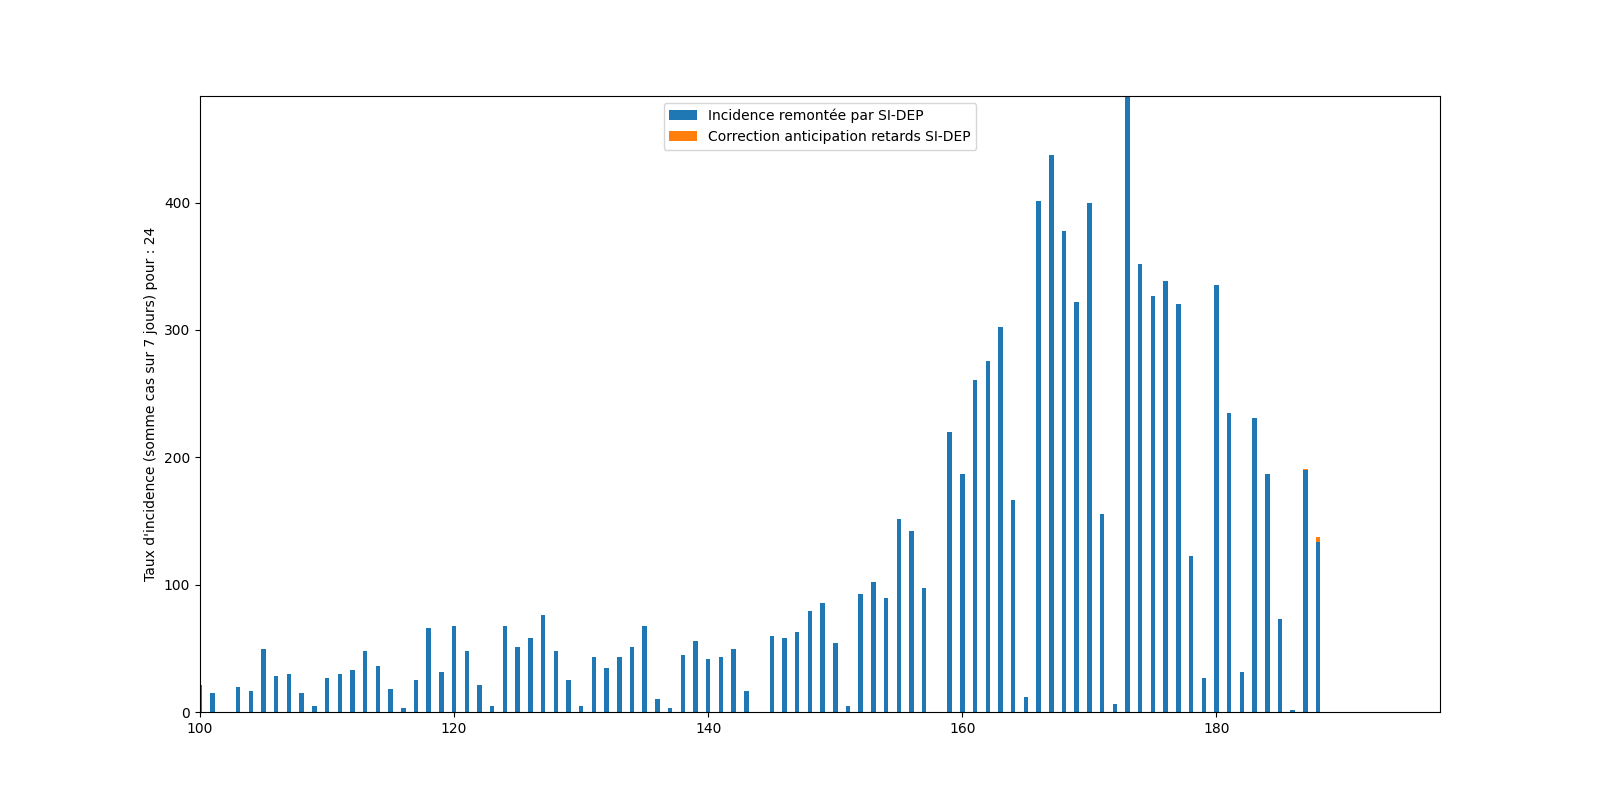 Incidence remontée par SI-DEP
Correction anticipation retards SI-DEP
Taux d'incidence (somme cas sur 7 jours) pour : 24
400
300
200
100
0
100 120 140 160 180